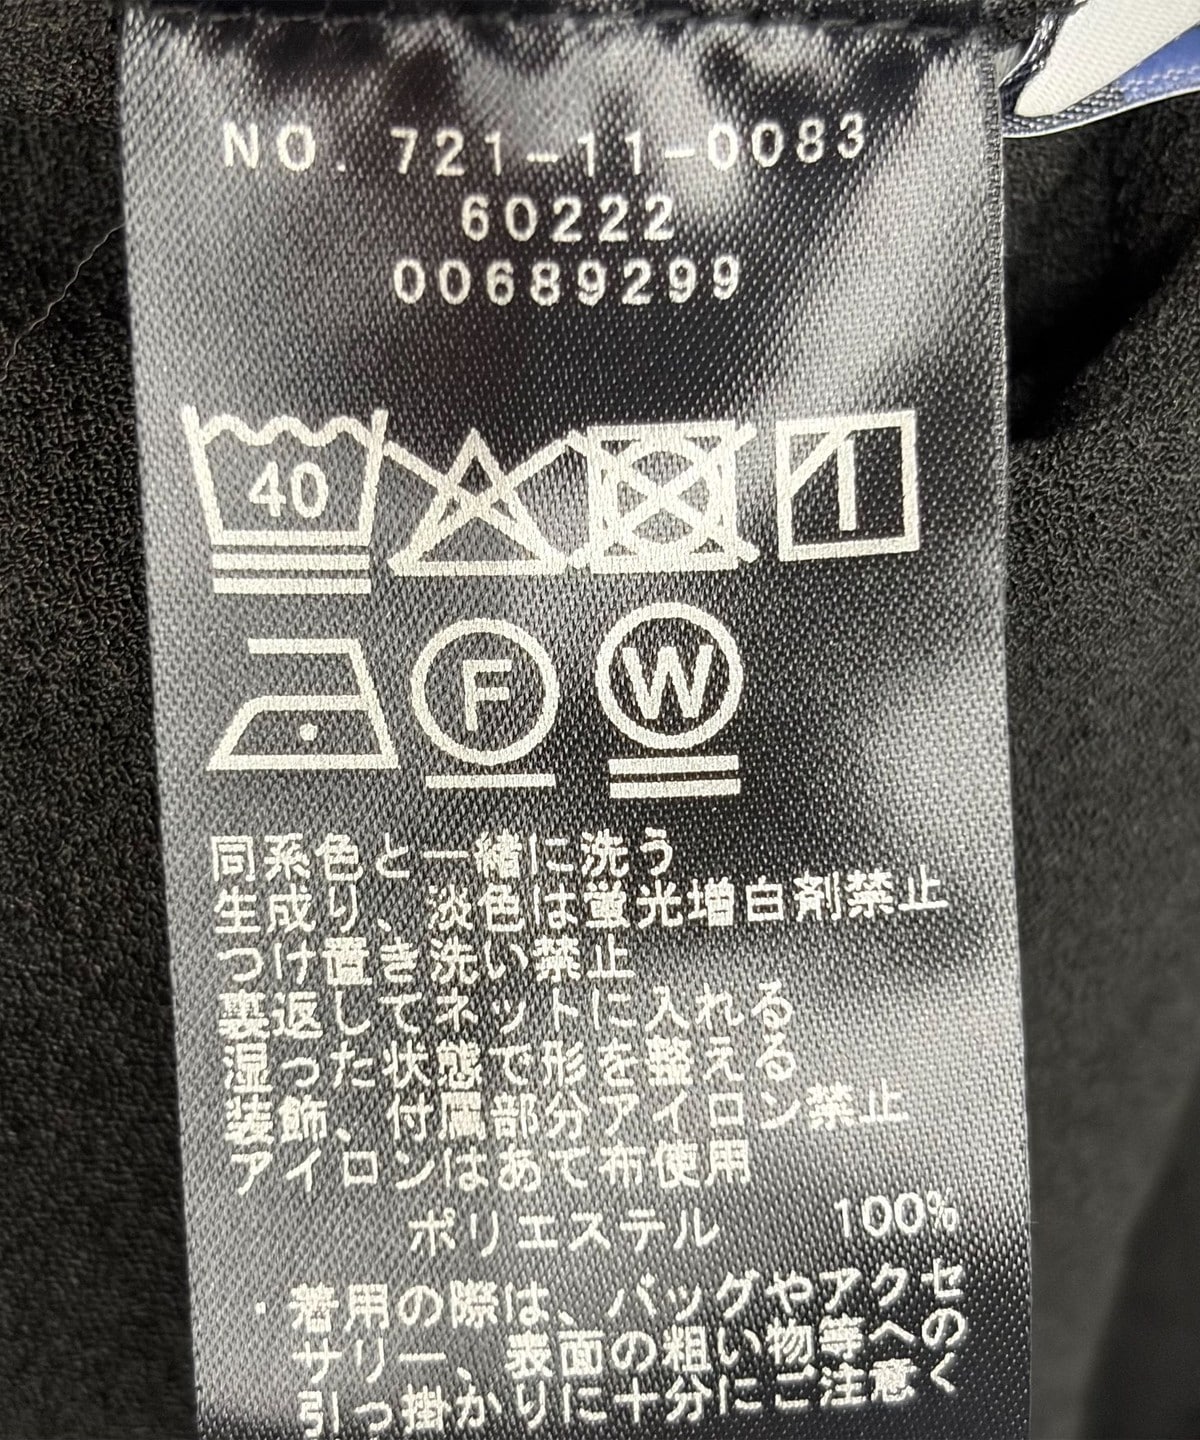 NO. 721-11-0083
60222
00689299
40
F W
同系色と一緒に洗う
生成り、淡色は蛍光増白剤禁止
つけ置き洗い禁止
裏返してネットに入れる
湿った状態で形を整える
装飾、付属部分アイロン禁止
アイロンはあて布使用
ポリエステル 100%
・着用の際は、バッグやアクセ
サリー、表面の粗い物等への
引っ掛かりに十分にご注意く